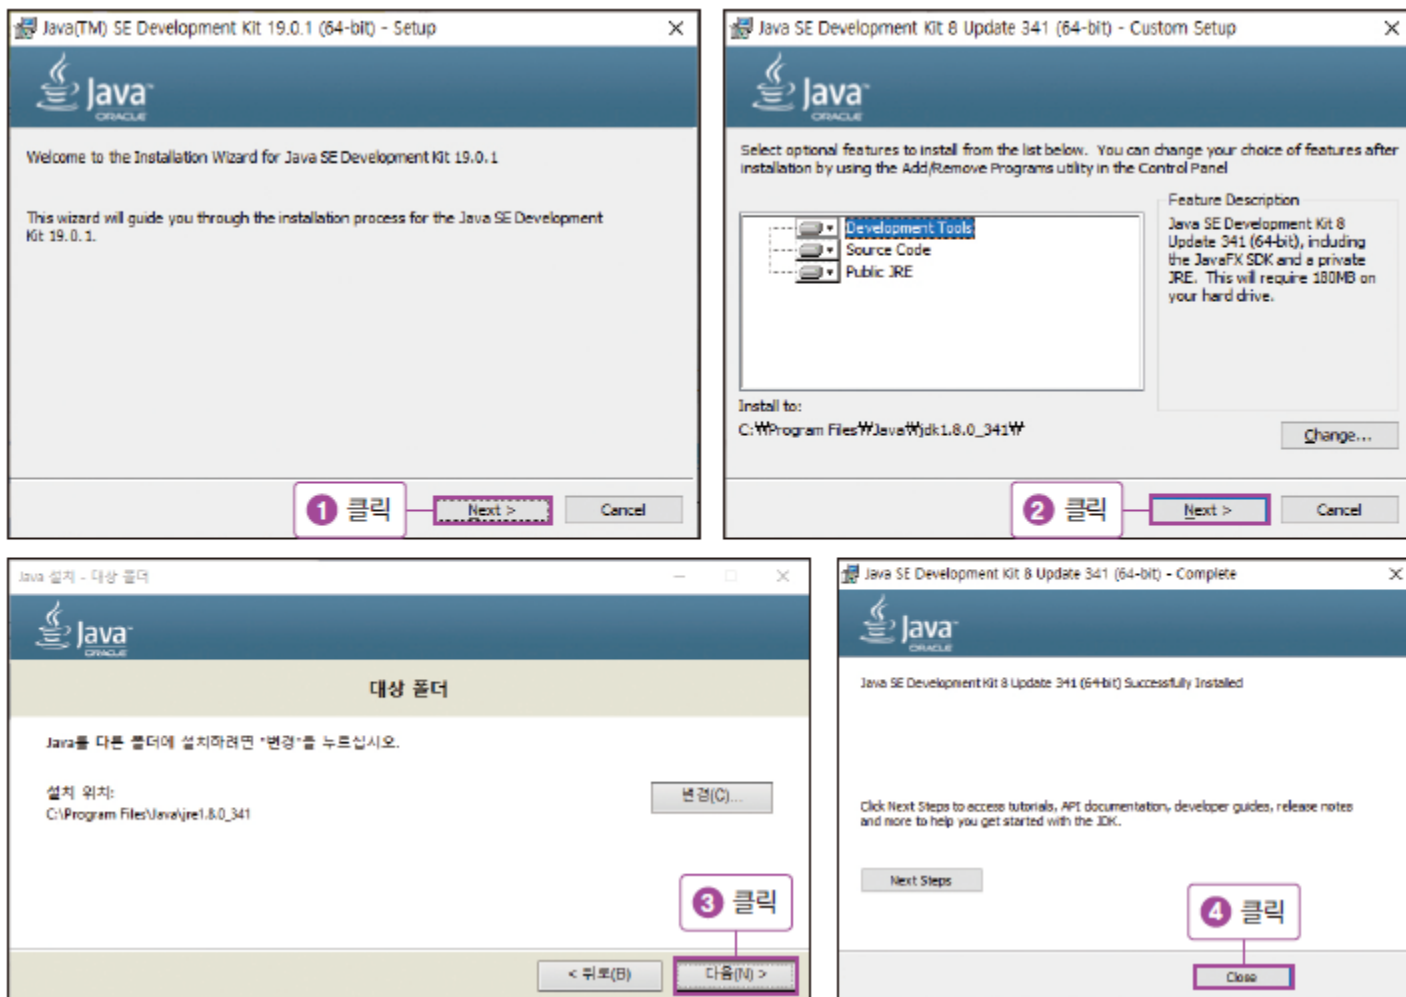 Java(TM) SE Development Kit 19.0.1 (64-bit) - Setup
Java
ORACLE
Welcome to the Installation Wizard for Java SE Development Kit 19.0.1
This wizard will guide you through the installation process for the Java SE Development
Kit 19.0.1.
1 클릭
Next >
Cancel
Java SE Development Kit 8 Update 341 (64-bit) - Custom Setup
Java
ORACLE
Select optional features to install from the list below. You can change your choice of features after
installation by using the Add/Remove Programs utility in the Control Panel
Development Tools
Source Code
Public JRE
Feature Description
Java SE Development Kit 8
Update 341 (64-bit), including
the JavaFX SDK and a private
JRE. This will require 180MB on
your hard drive.
Install to:
C:₩Program Files₩Java₩jdk1.8.0_341₩
Change...
2 클릭
Next >
Cancel
Java 설치 - 대상 폴더
Java
ORACLE
대상 폴더
Java를 다른 폴더에 설치하려면 "변경"을 누르십시오.
설치 위치:
C:\Program Files\Java\jre1.8.0_341
변경(C)...
3 클릭
< 뒤로(B)
다음(N) >
Java SE Development Kit 8 Update 341 (64-bit) - Complete
Java
ORACLE
Java SE Development Kit 8 Update 341 (64-bit) Successfully Installed
Click Next Steps to access tutorials, API documentation, developer guides, release notes
and more to help you get started with the JDK.
Next Steps
4 클릭
Close